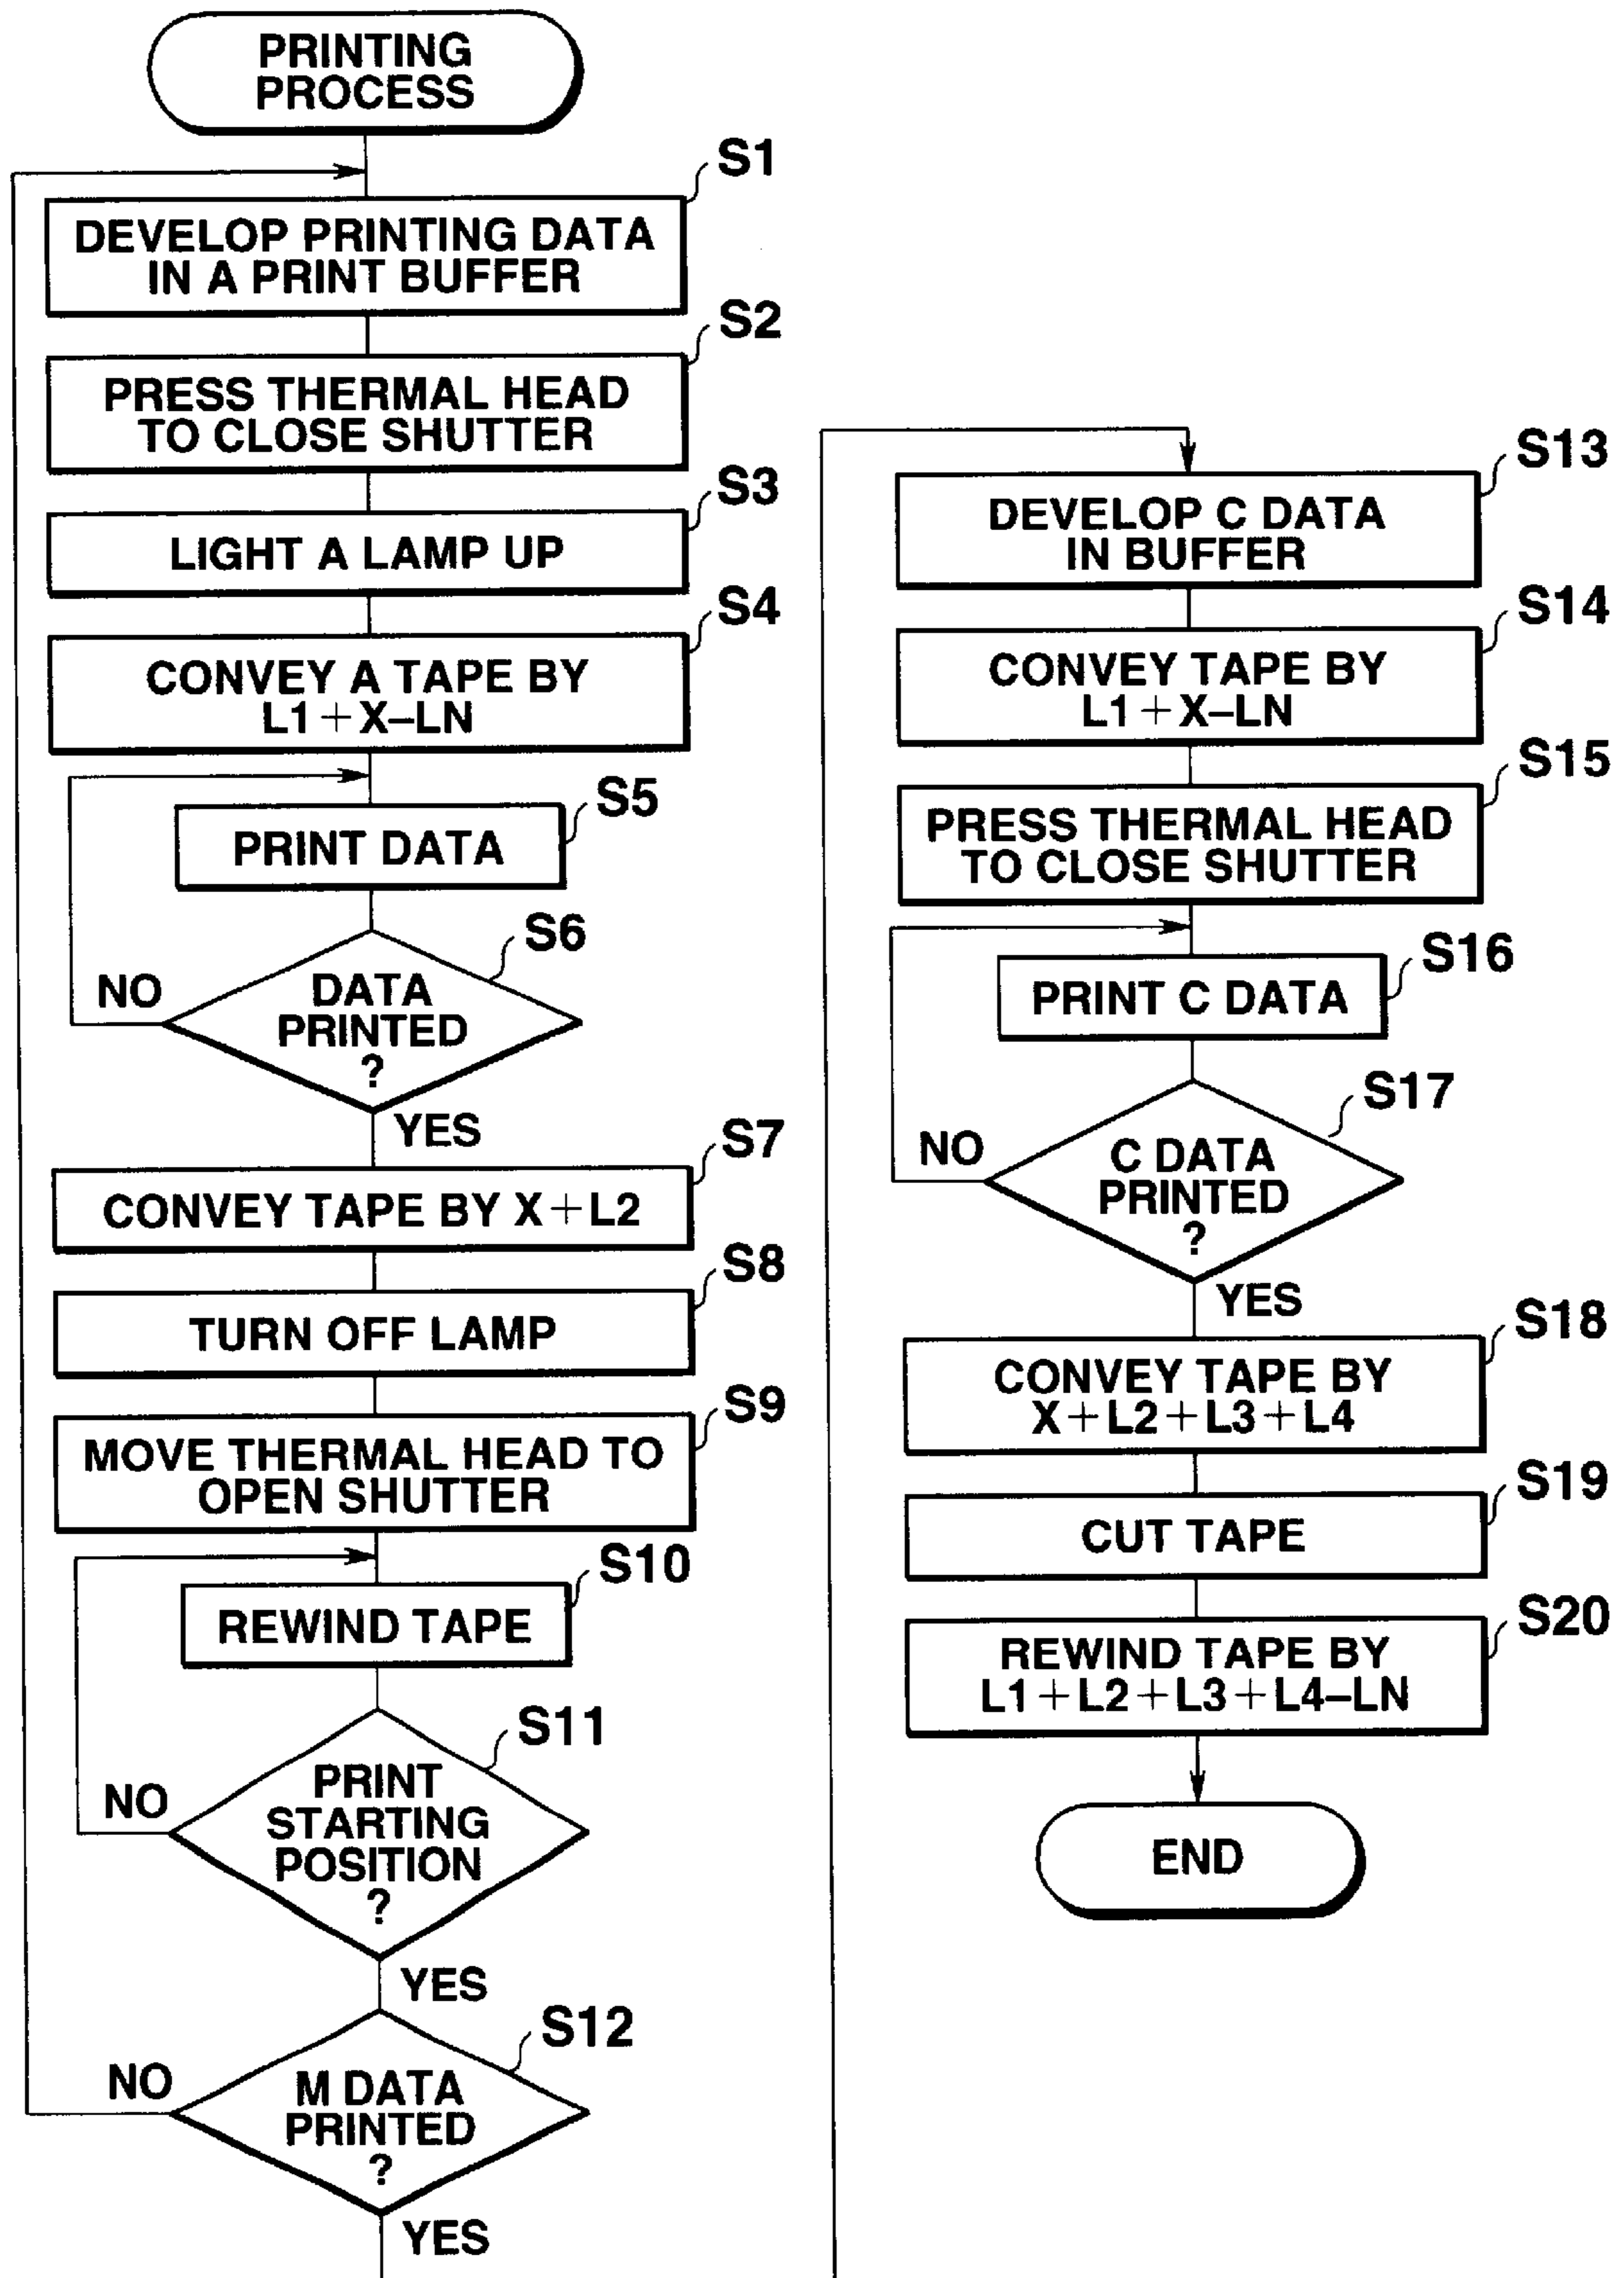 PRINTING
PROCESS
S1
DEVELOP PRINTING DATA
IN A PRINT BUFFER
S2
PRESS THERMAL HEAD
TO CLOSE SHUTTER
S3
LIGHT A LAMP UP
S4
CONVEY A TAPE BY
L1+X–LN
S5
PRINT DATA
S6
NO
DATA
PRINTED
?
YES
S7
CONVEY TAPE BY X+L2
S8
TURN OFF LAMP
S9
MOVE THERMAL HEAD TO
OPEN SHUTTER
S10
REWIND TAPE
S11
NO
PRINT
STARTING
POSITION
?
YES
S12
NO
M DATA
PRINTED
?
YES
S13
DEVELOP C DATA
IN BUFFER
S14
CONVEY TAPE BY
L1+X–LN
S15
PRESS THERMAL HEAD
TO CLOSE SHUTTER
S16
PRINT C DATA
S17
NO
C DATA
PRINTED
?
YES
S18
CONVEY TAPE BY
X+L2+L3+L4
S19
CUT TAPE
S20
REWIND TAPE BY
L1+L2+L3+L4–LN
END